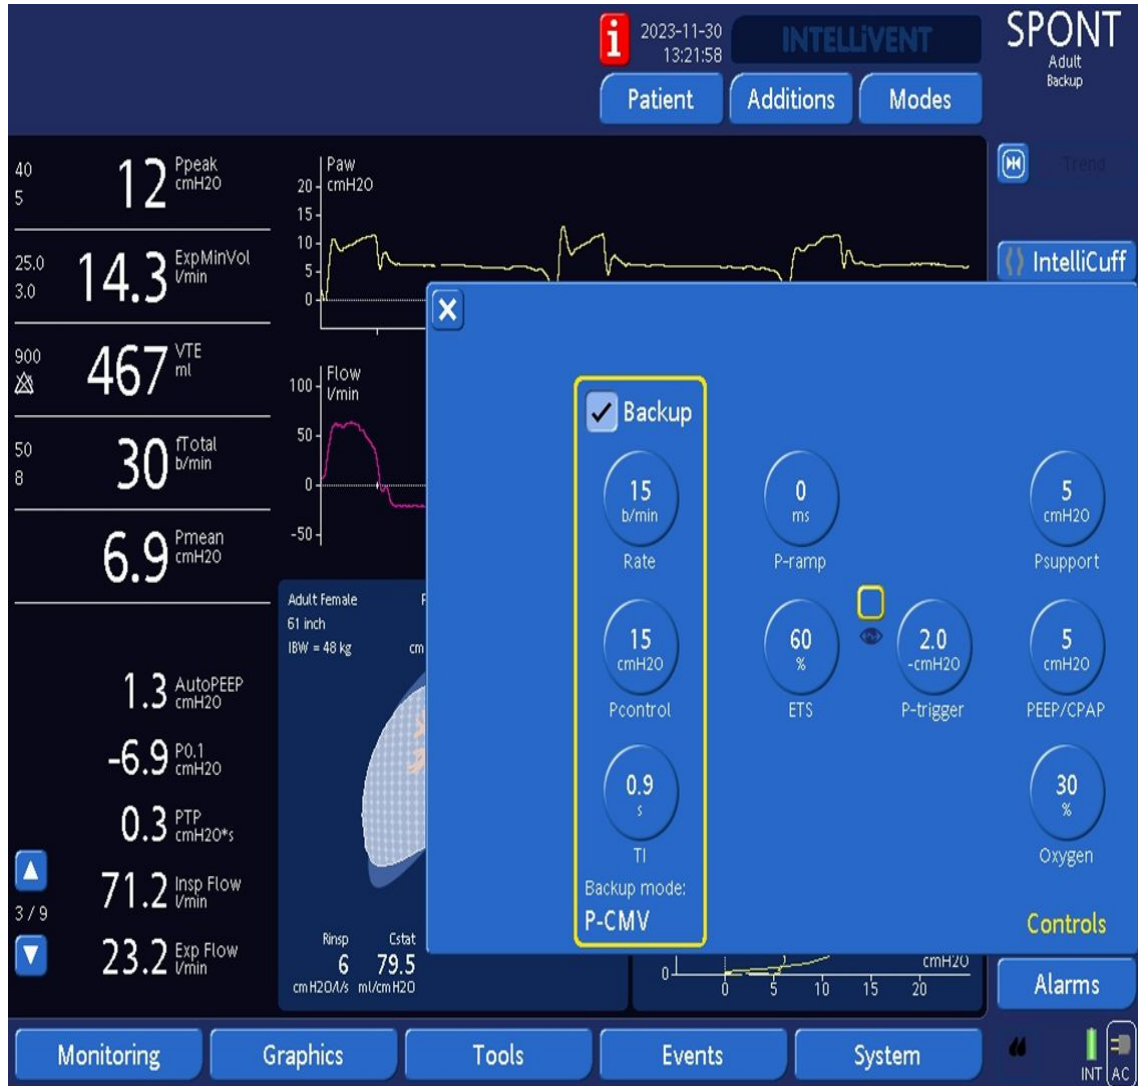 i
2023-11-30
13:21:58
INTELLiVENT
SPONT
Adult
Backup
Patient
Additions
Modes
40
5
12
Ppeak
cmH2O
25.0
3.0
14.3
ExpMinVol
l/min
900
467
VTE
ml
50
8
30
fTotal
b/min
6.9
Pmean
cmH2O
1.3
AutoPEEP
cmH2O
-6.9
P0.1
cmH2O
0.3
PTP
cmH2O*s
3 / 9
71.2
Insp Flow
l/min
23.2
Exp Flow
l/min
Paw
cmH2O
20
15
10
5
0
Flow
l/min
100
50
0
-50
Adult Female
61 inch
IBW = 48 kg
cm
Rinsp
6
cmH2O/l/s
Cstat
79.5
ml/cmH2O
Trend
IntelliCuff
X
Backup
15
b/min
Rate
15
cmH2O
Pcontrol
0.9
s
TI
Backup mode:
P-CMV
0
ms
P-ramp
60
%
ETS
2.0
-cmH2O
P-trigger
5
cmH2O
Psupport
5
cmH2O
PEEP/CPAP
30
%
Oxygen
Controls
0
0
5
10
15
20
cmH2O
Alarms
Monitoring
Graphics
Tools
Events
System
INT
AC